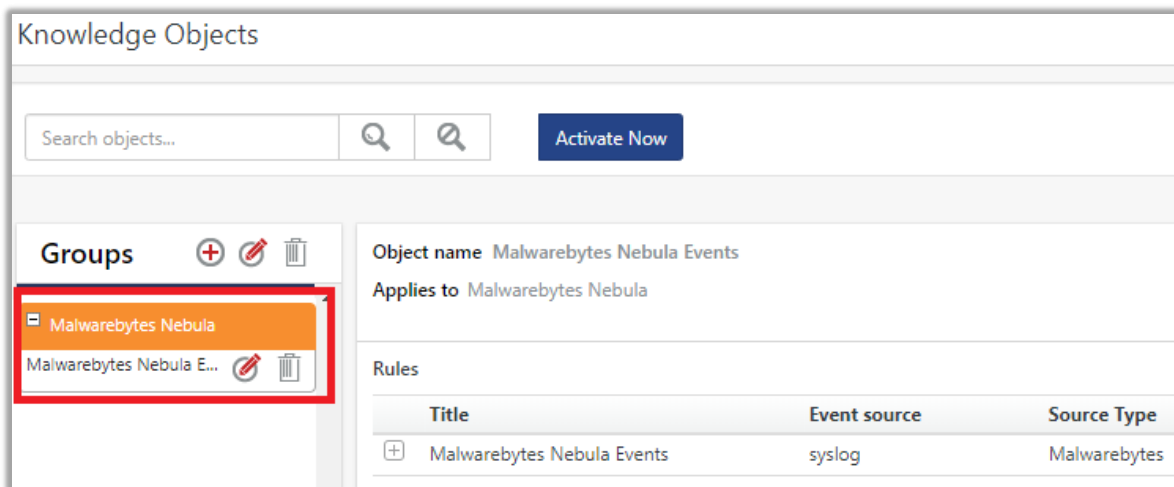 Knowledge Objects
Search objects...
Activate Now
Groups
Malwarebytes Nebula
Malwarebytes Nebula E...
Object name Malwarebytes Nebula Events
Applies to Malwarebytes Nebula
Rules
Title Event source Source Type
Malwarebytes Nebula Events syslog Malwarebytes